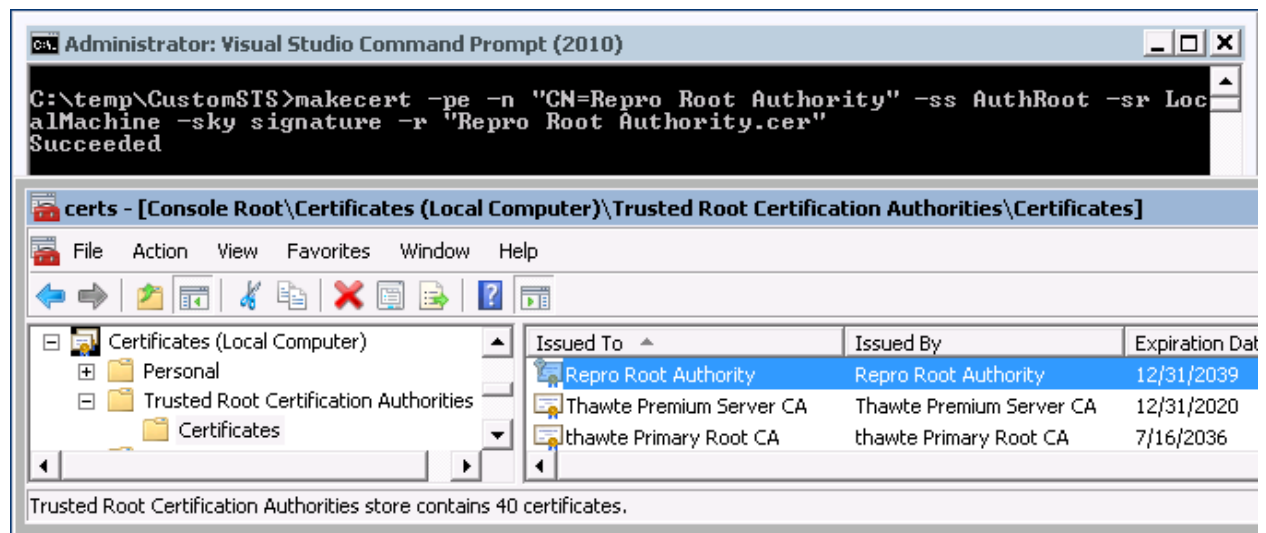 Administrator: Visual Studio Command Prompt (2010)
C:\temp\CustomSTS>makecert -pe -n "CN=Repro Root Authority" -ss AuthRoot -sr Loc
alMachine -sky signature -r "Repro Root Authority.cer"
Succeeded
certs - [Console Root\Certificates (Local Computer)\Trusted Root Certification Authorities\Certificates]
File Action View Favorites Window Help
Certificates (Local Computer)
Personal
Trusted Root Certification Authorities
Certificates
Issued To Issued By Expiration Dat
Repro Root Authority Repro Root Authority 12/31/2039
Thawte Premium Server CA Thawte Premium Server CA 12/31/2020
thawte Primary Root CA thawte Primary Root CA 7/16/2036
Trusted Root Certification Authorities store contains 40 certificates.